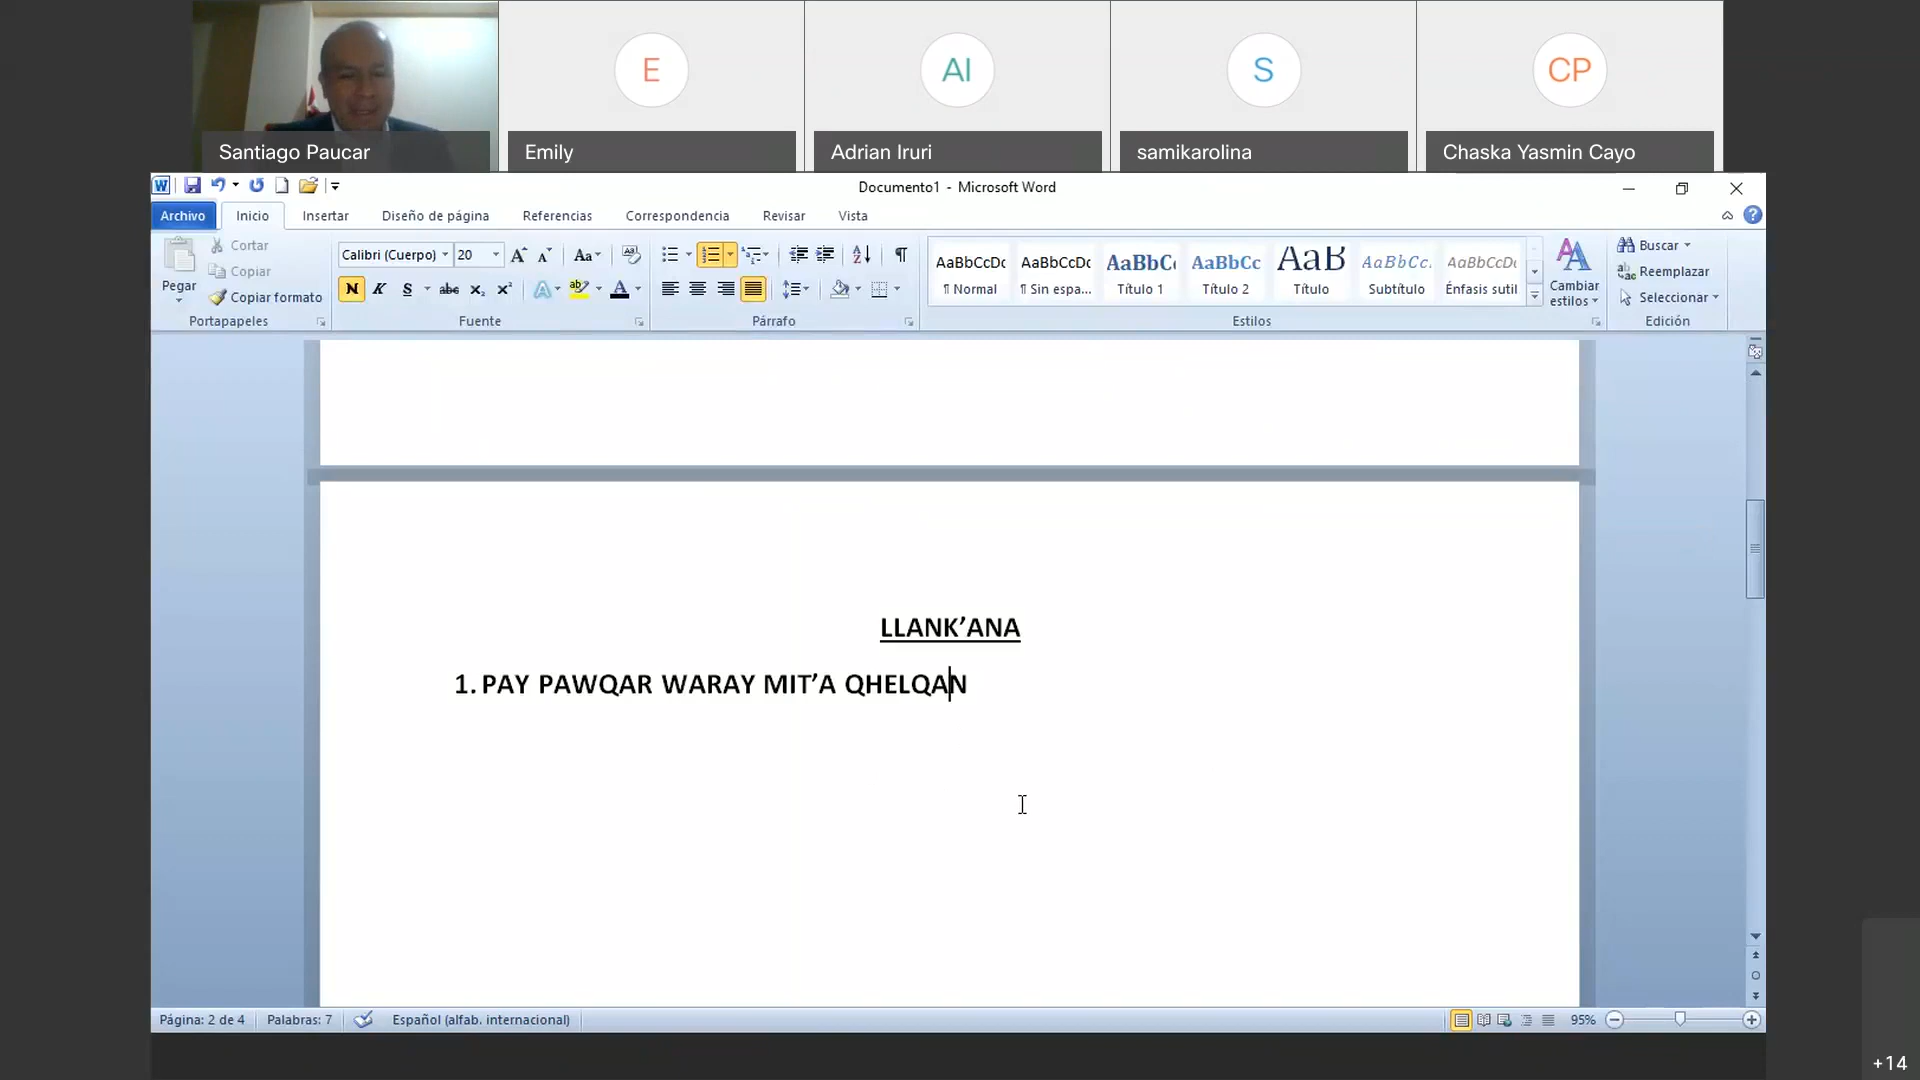 E
AI
S
CP
Santiago Paucar
Emily
Adrian Iruri
samikarolina
Chaska Yasmin Cayo
Documento1 - Microsoft Word
Archivo
Inicio
Insertar
Diseño de página
Referencias
Correspondencia
Revisar
Vista
Pegar
Cortar
Copiar
Copiar formato
Portapapeles
Calibri (Cuerpo)
20
Fuente
Párrafo
AaBbCcDc
¶ Normal
AaBbCcDc
¶ Sin espa...
AaBbC
Título 1
AaBbCc
Título 2
AaB
Título
AaBbCc.
Subtítulo
AaBbCcDc
Énfasis sutil
Cambiar
estilos
Estilos
Buscar
Reemplazar
Seleccionar
Edición
LLANK’ANA
1. PAY PAWQAR WARAY MIT’A QHELQAN
Página: 2 de 4
Palabras: 7
Español (alfab. internacional)
95%
+14